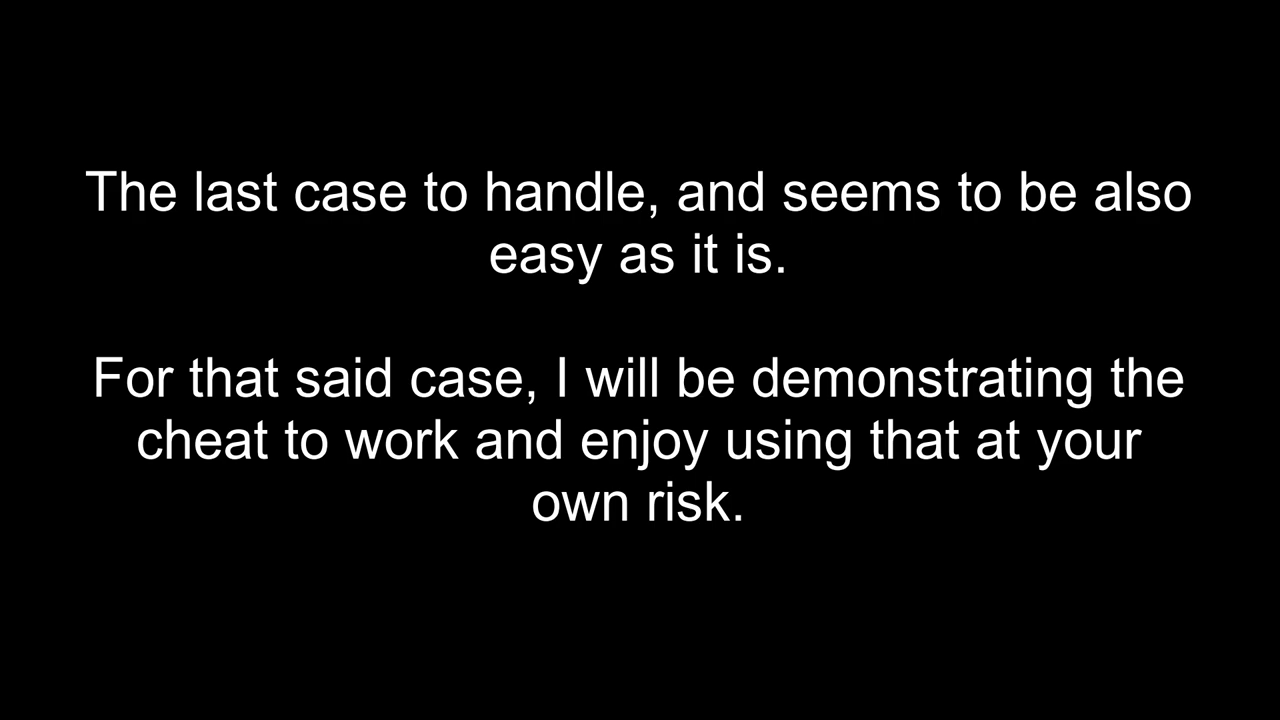 The last case to handle, and seems to be also
easy as it is.
For that said case, I will be demonstrating the
cheat to work and enjoy using that at your
own risk.